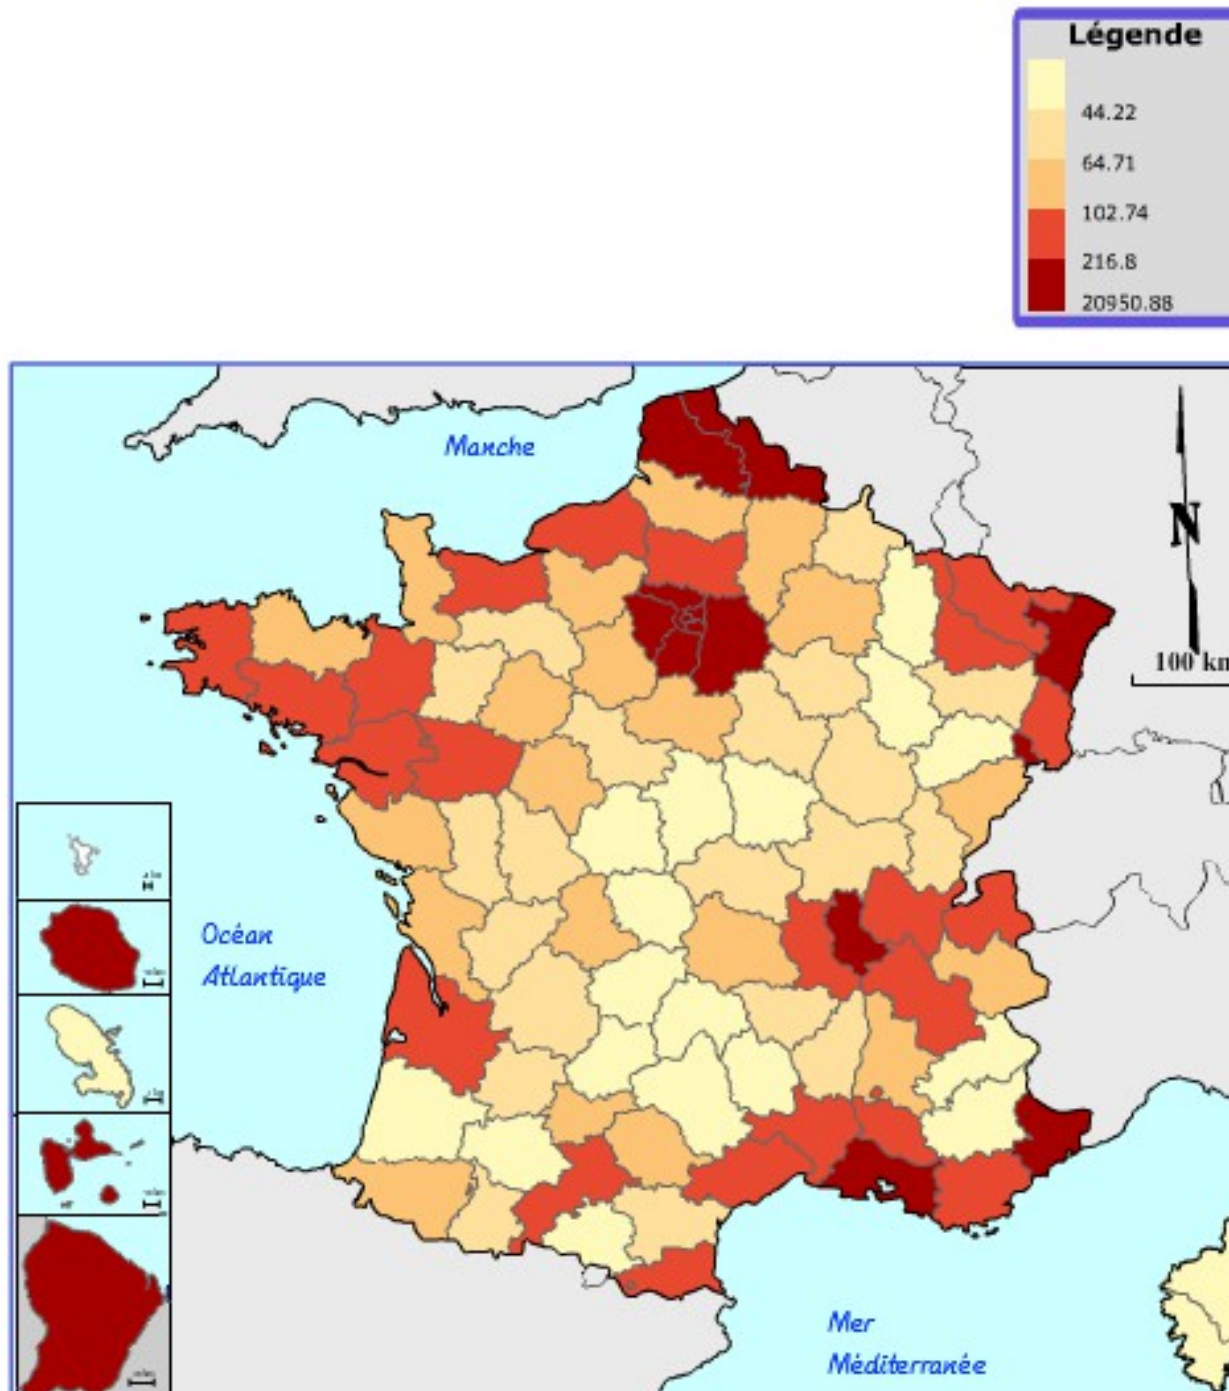 Légende
44.22
64.71
102.74
216.8
20950.88
Manche
N
100 km
Océan
Atlantique
Mer
Méditerranée